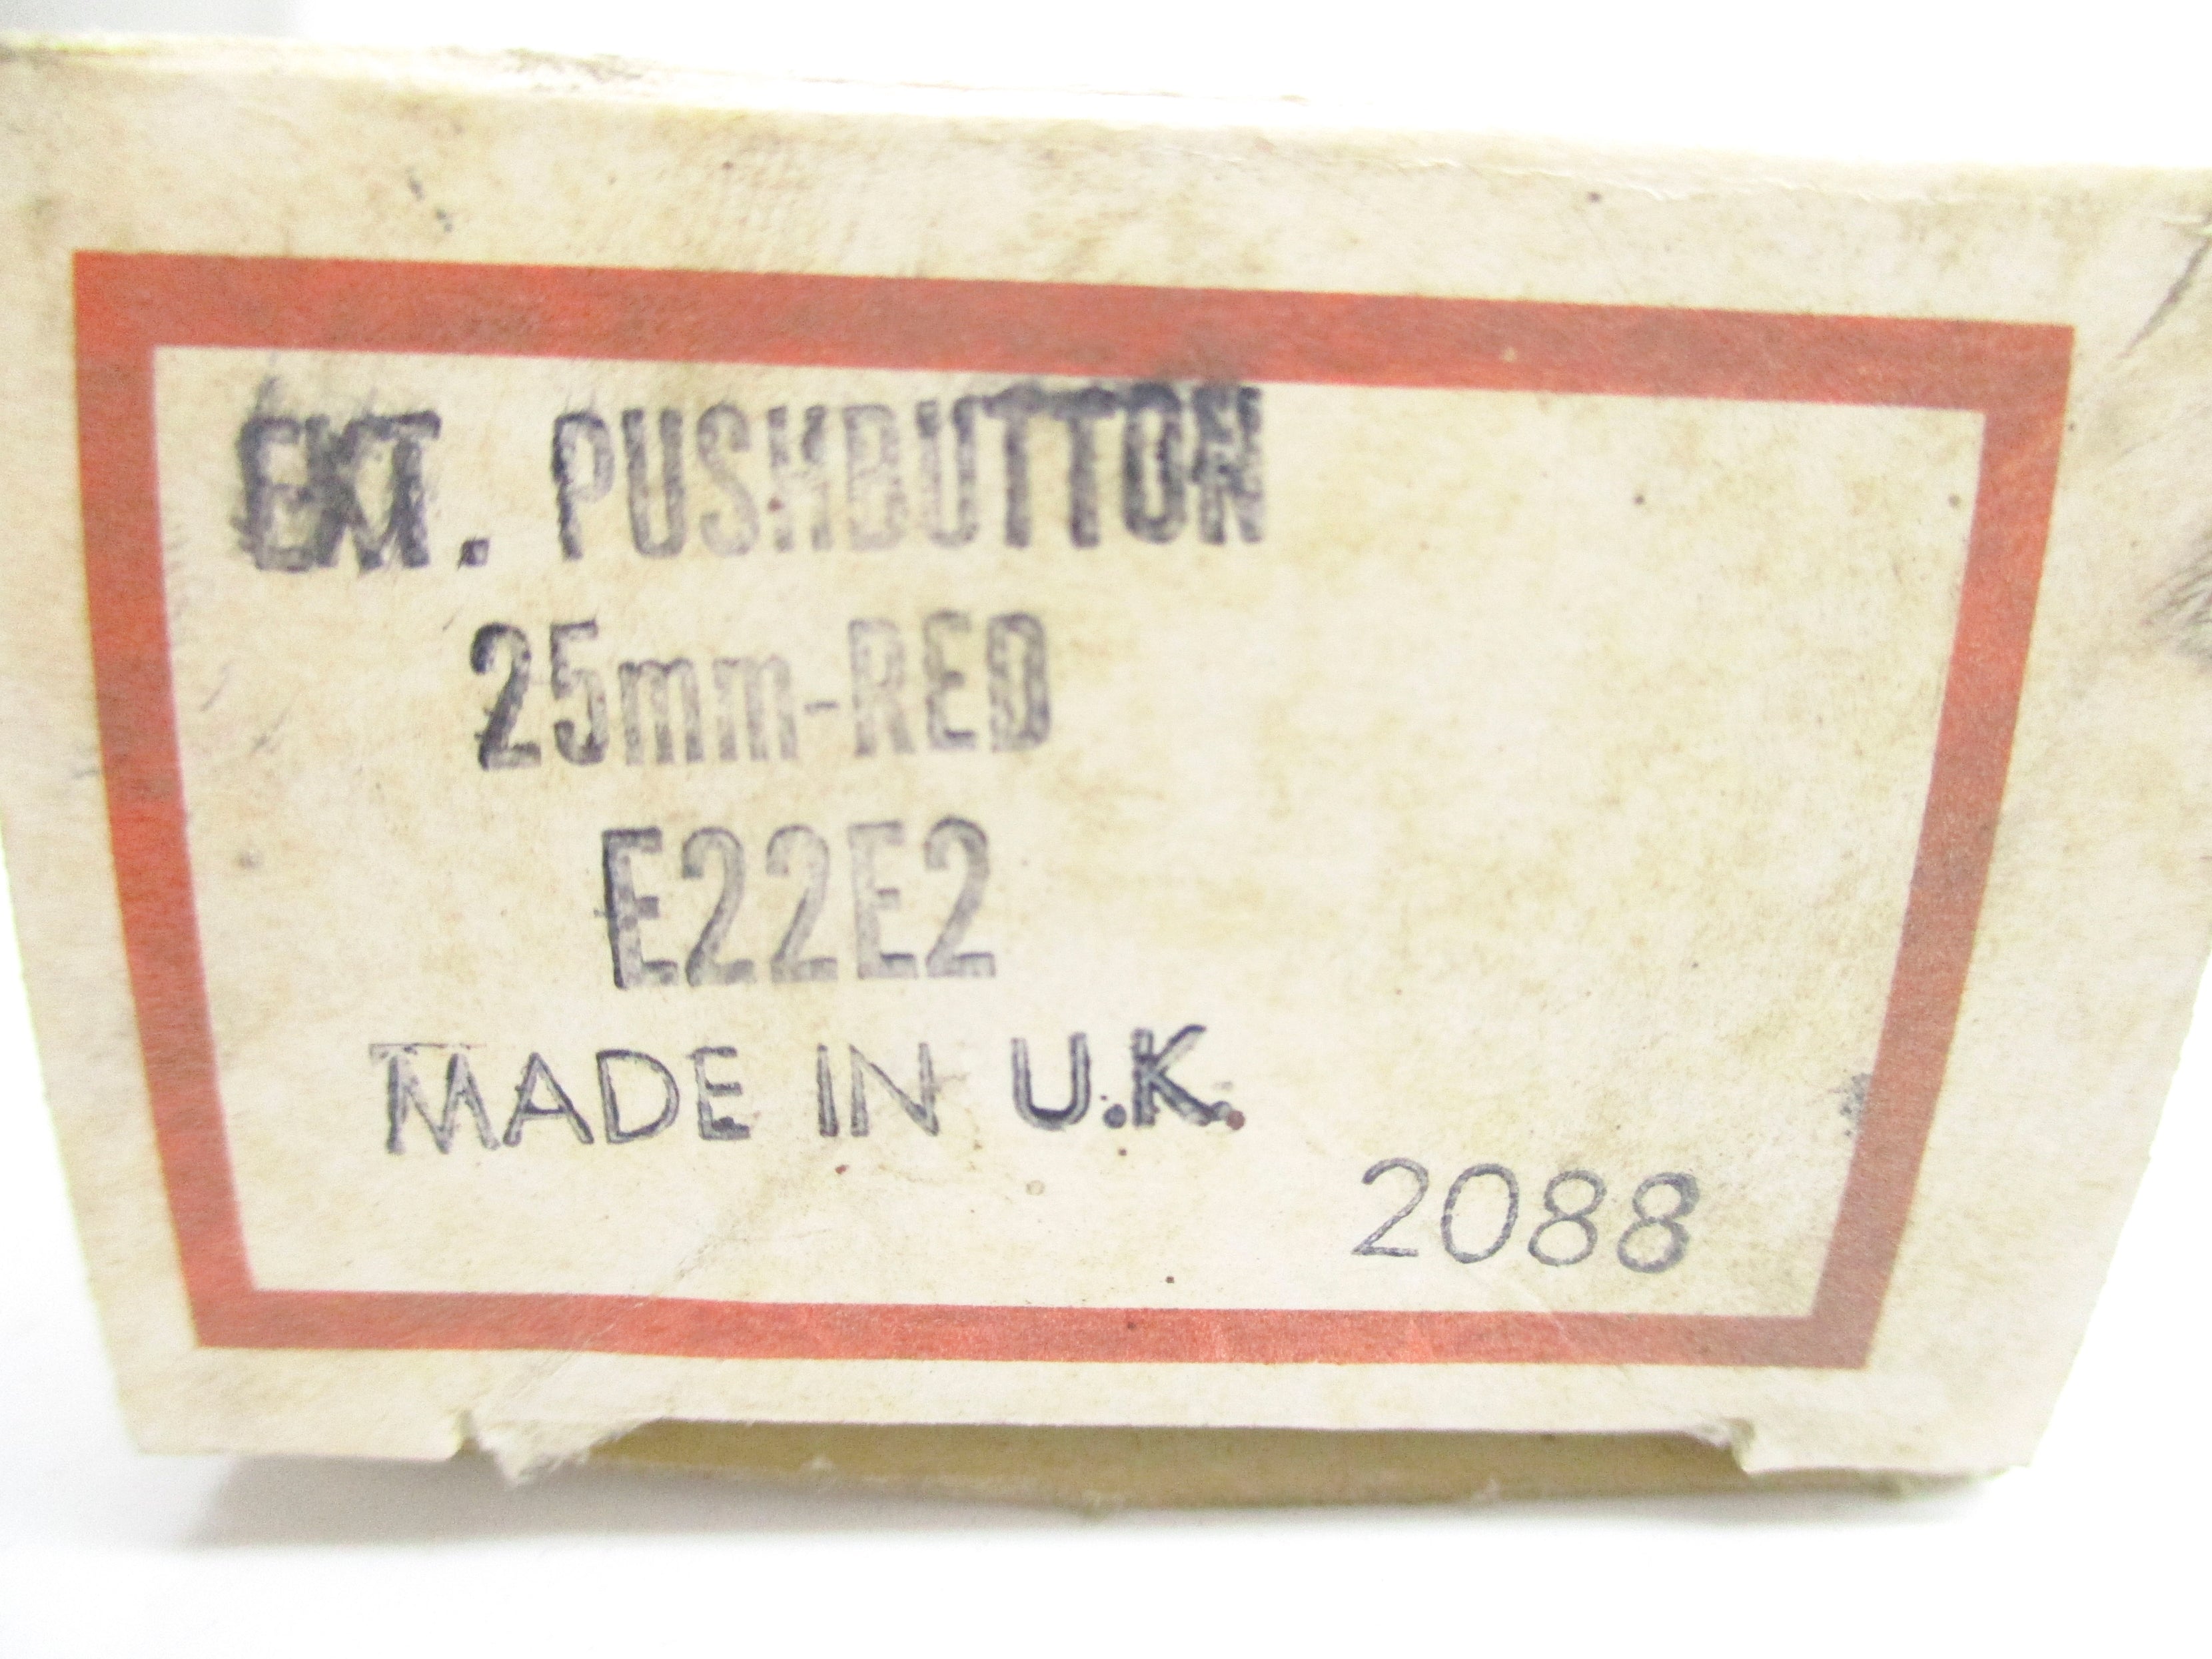 EXT. PUSHBUTTON
25mm-RED
E22E2
MADE IN U.K.
2088